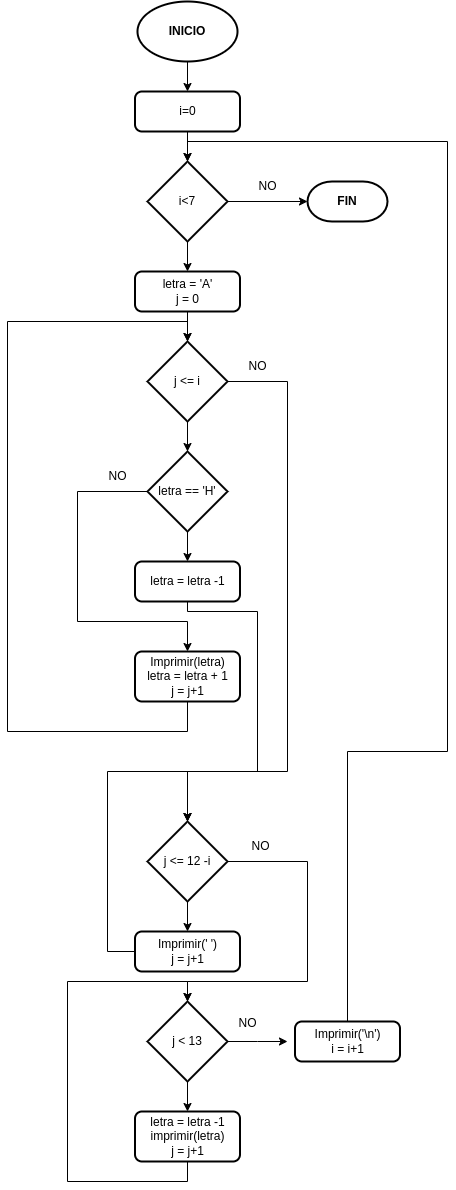 INICIO
i=0
i<7
NO
FIN
letra = 'A'
j = 0
j <= i
NO
letra == 'H'
NO
letra = letra -1
Imprimir(letra)
letra = letra + 1
j = j+1
j <= 12 -i
NO
Imprimir(' ')
j = j+1
j < 13
NO
Imprimir('\n')
i = i+1
letra = letra -1
imprimir(letra)
j = j+1